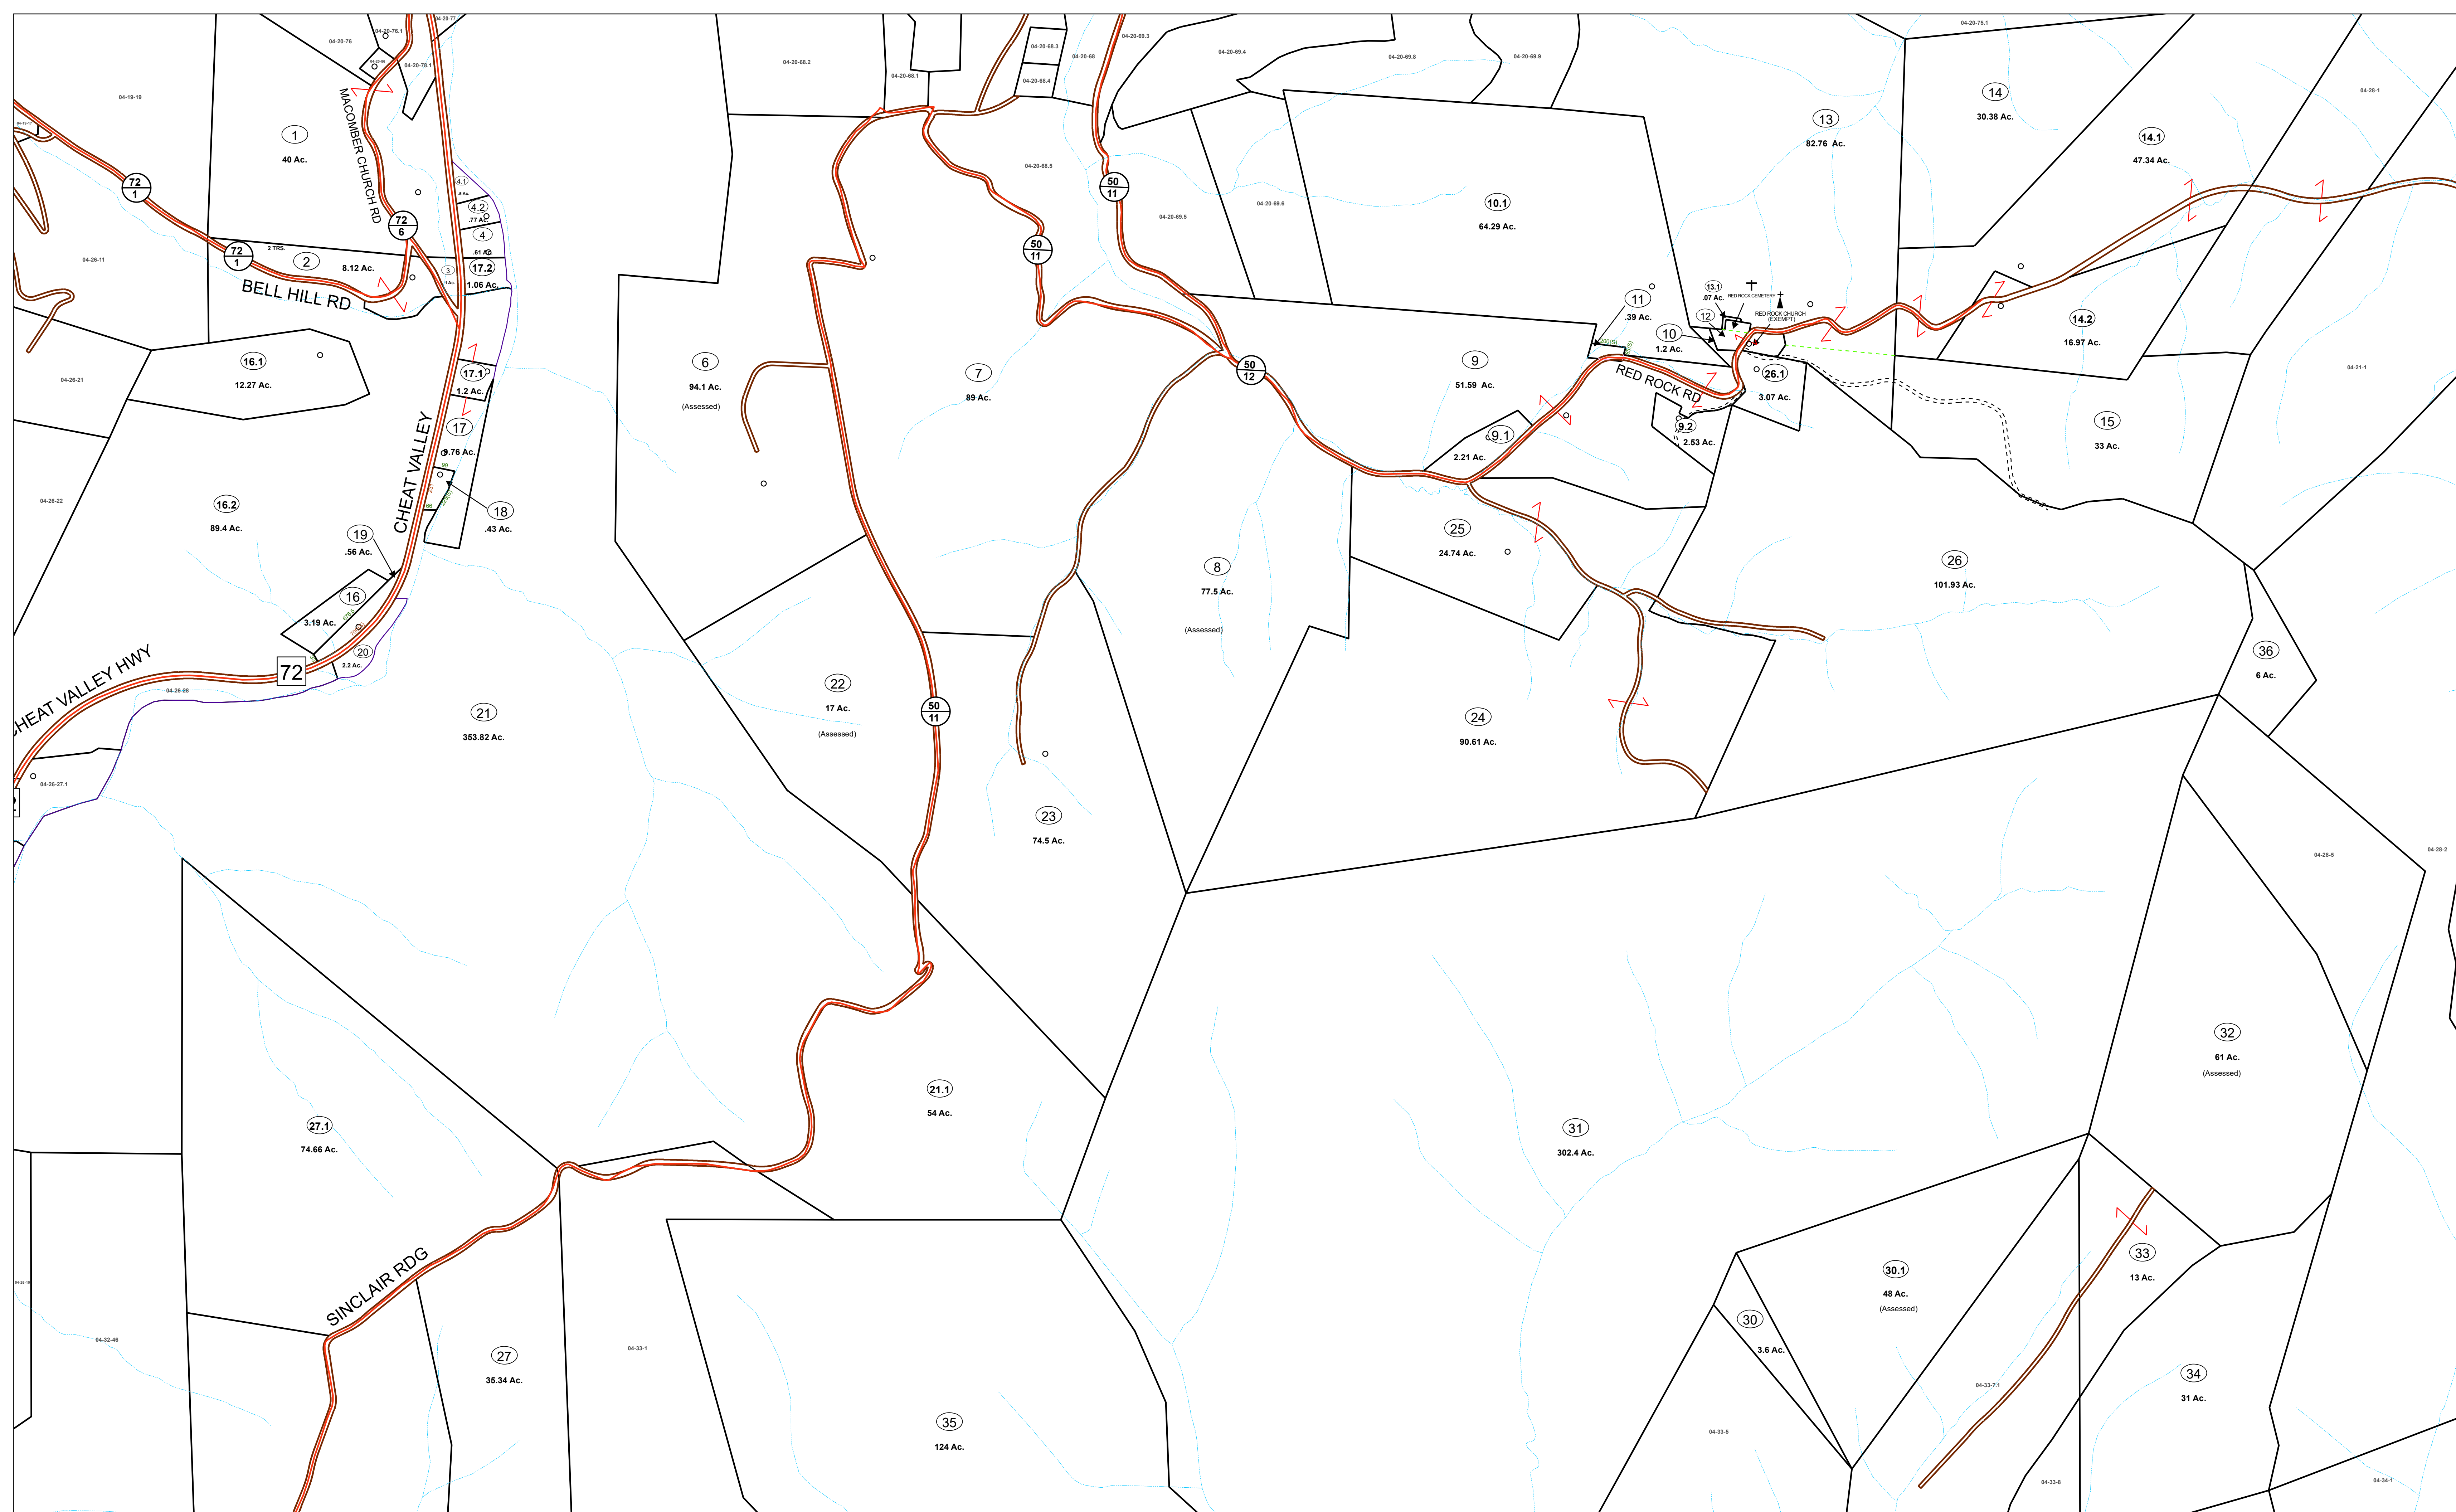 04-20-77
04-20-76.1
04-20-76
04-20-78.1
04-19-19
04-20-68.2
04-20-68.1
04-20-68.3
04-20-68
04-20-68.4
04-20-69.3
04-20-69.4
04-20-69.8
04-20-69.9
04-20-75.1
14
30.38 Ac.
04-28-1
13
82.76 Ac.
14.1
47.34 Ac.
1
40 Ac.
MACOMBER CHURCH RD
72
1
4.1
4.2
.77 Ac.
4
.61 Ac.
72
6
04-20-68.5
50
11
04-20-69.5
04-20-69.6
10.1
64.29 Ac.
50
11
04-26-11
72
1
2 TRS.
2
8.12 Ac.
3
17.2
1.06 Ac.
BELL HILL RD
11
.39 Ac.
13.1
.07 Ac.
RED ROCK CEMETERY
12
RED ROCK CHURCH
(EXEMPT)
10
1.2 Ac.
14.2
16.97 Ac.
16.1
12.27 Ac.
17.1
1.2 Ac.
6
94.1 Ac.
(Assessed)
7
89 Ac.
50
12
9
51.59 Ac.
RED ROCK RD
26.1
3.07 Ac.
04-21-1
04-26-21
CHEAT VALLEY
17
9.76 Ac.
9.1
2.21 Ac.
9.2
2.53 Ac.
15
33 Ac.
04-26-22
16.2
89.4 Ac.
18
.43 Ac.
19
.56 Ac.
25
24.74 Ac.
26
101.93 Ac.
8
77.5 Ac.
(Assessed)
16
3.19 Ac.
20
2.2 Ac.
72
CHEAT VALLEY HWY
04-26-28
36
6 Ac.
22
17 Ac.
(Assessed)
50
11
21
353.82 Ac.
24
90.61 Ac.
04-26-27.1
23
74.5 Ac.
04-28-5
04-28-2
32
61 Ac.
(Assessed)
21.1
54 Ac.
27.1
74.66 Ac.
31
302.4 Ac.
SINCLAIR RDG
30.1
48 Ac.
(Assessed)
33
13 Ac.
04-32-46
27
35.34 Ac.
04-33-1
30
3.6 Ac.
04-33-7.1
34
31 Ac.
35
124 Ac.
04-33-5
04-33-8
04-34-1